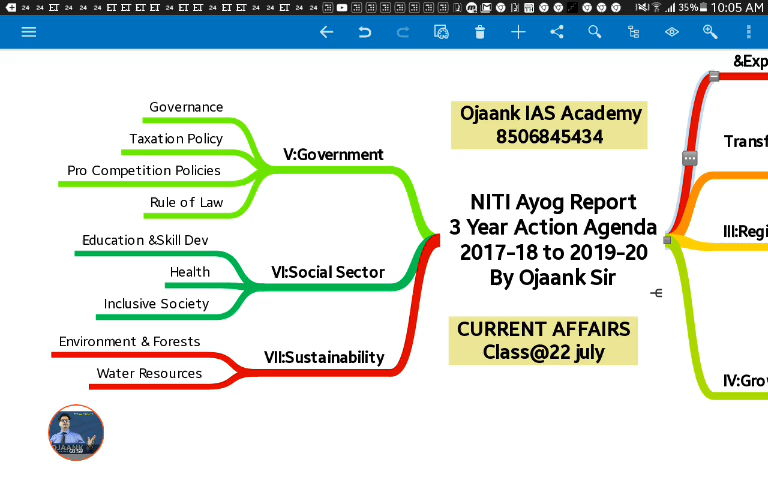 35% 10:05 AM
Governance
Taxation Policy
Pro Competition Policies
Rule of Law
V:Government
Education &Skill Dev
Health
Inclusive Society
VI:Social Sector
Environment & Forests
Water Resources
VII:Sustainability
Ojaank IAS Academy
8506845434
NITI Ayog Report
3 Year Action Agenda
2017-18 to 2019-20
By Ojaank Sir
CURRENT AFFAIRS
Class@22 july
&Exp
Transf
III:Regi
IV:Gro
OJAANK